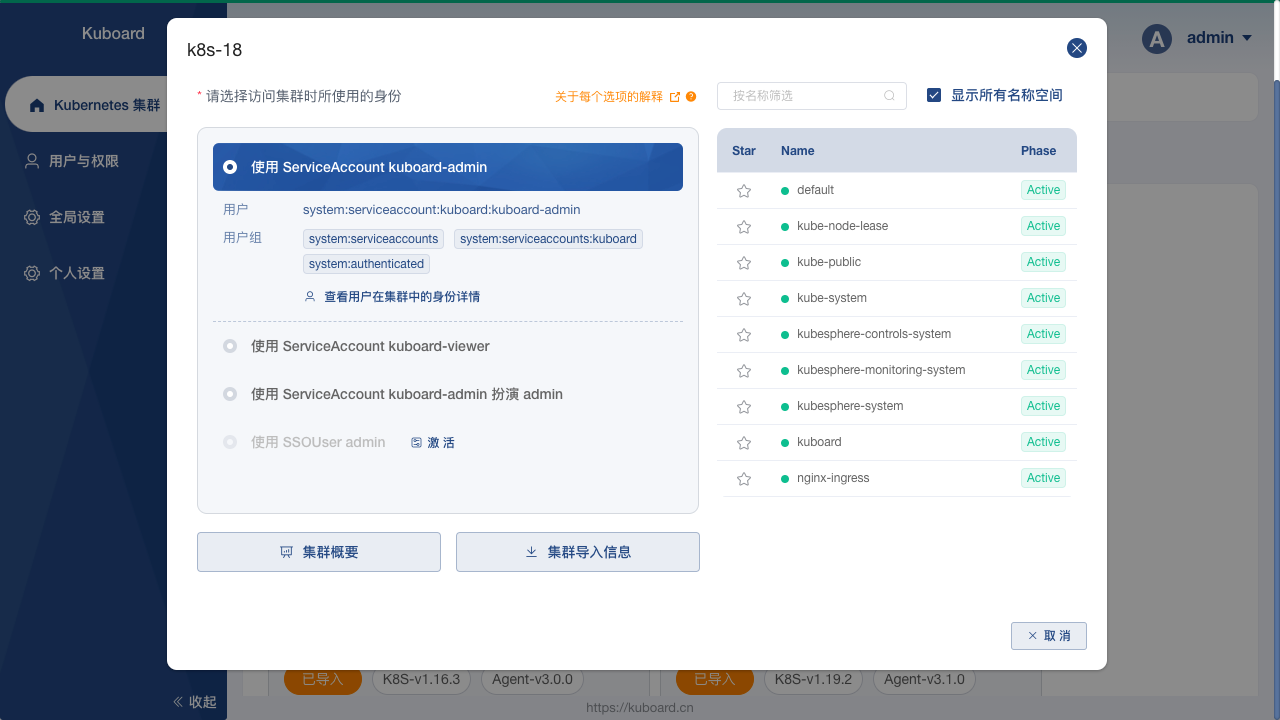 Kuboard
Kubernetes 集群
用户与权限
全局设置
个人设置
收起
admin
A
k8s-18
* 请选择访问集群时所使用的身份
关于每个选项的解释
按名称筛选
显示所有名称空间
使用 ServiceAccount kuboard-admin
用户 system:serviceaccount:kuboard:kuboard-admin
用户组 system:serviceaccounts system:serviceaccounts:kuboard
system:authenticated
查看用户在集群中的身份详情
使用 ServiceAccount kuboard-viewer
使用 ServiceAccount kuboard-admin 扮演 admin
使用 SSOUser admin 激 活
Star Name Phase
default Active
kube-node-lease Active
kube-public Active
kube-system Active
kubesphere-controls-system Active
kubesphere-monitoring-system Active
kubesphere-system Active
kuboard Active
nginx-ingress Active
集群概要
集群导入信息
取 消
已导入 K8S-v1.16.3 Agent-v3.0.0 已导入 K8S-v1.19.2 Agent-v3.1.0
https://kuboard.cn